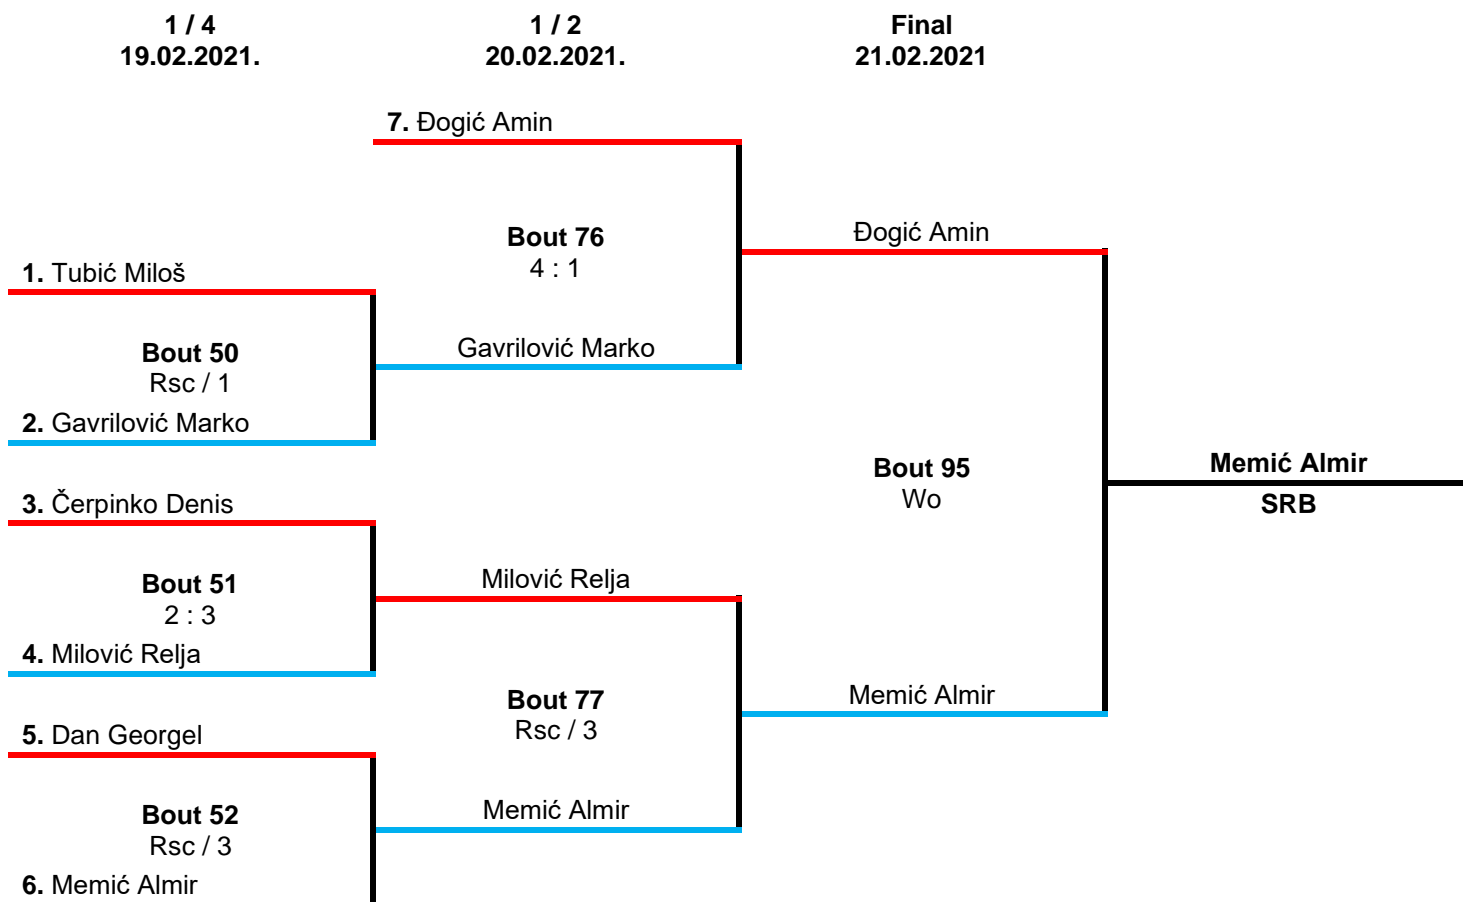 1 / 4
19.02.2021.
1 / 2
20.02.2021.
Final
21.02.2021
7. Đogić Amin
Bout 76
4 : 1
Đogić Amin
1. Tubić Miloš
Bout 50
Rsc / 1
Gavrilović Marko
2. Gavrilović Marko
Bout 95
Wo
Memić Almir
SRB
3. Čerpinko Denis
Bout 51
2 : 3
Milović Relja
4. Milović Relja
Bout 77
Rsc / 3
Memić Almir
5. Dan Georgel
Bout 52
Rsc / 3
Memić Almir
6. Memić Almir